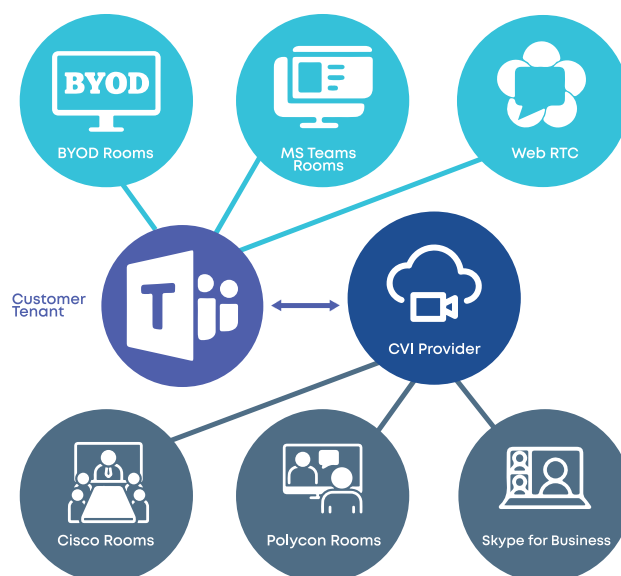 BYOD
BYOD Rooms
MS Teams
Rooms
Web RTC
Customer
Tenant
T
CVI Provider
Cisco Rooms
Polycon Rooms
Skype for Business